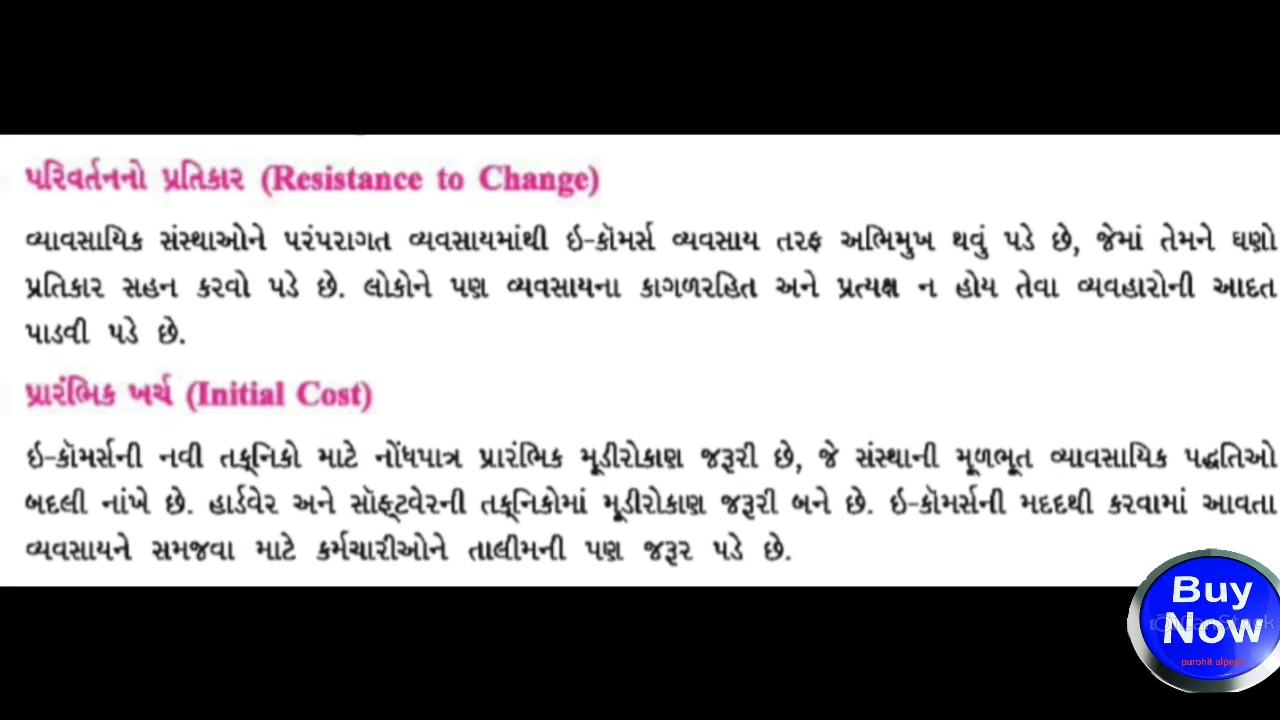 પરિવર્તનનો પ્રતિકાર (Resistance to Change)
વ્યાવસાયિક સંસ્થાઓને પરંપરાગત વ્યવસાયમાંથી ઇ-કૉમર્સ વ્યવસાય તરફ અભિમુખ થવું પડે છે, જેમાં તેમને ઘણો
પ્રતિકાર સહન કરવો પડે છે. લોકોને પણ વ્યવસાયના કાગળરહિત અને પ્રત્યક્ષ ન હોય તેવા વ્યવહારોની આદત
પાડવી પડે છે.
પ્રારંભિક ખર્ચ (Initial Cost)
ઇ-કૉમર્સની નવી તક્નિકો માટે નોંધપાત્ર પ્રારંભિક મૂડીરોકાણ જરૂરી છે, જે સંસ્થાની મૂળભૂત વ્યાવસાયિક પદ્ધતિઓ
બદલી નાંખે છે. હાર્ડવેર અને સૉફ્ટવેરની તક્નિકોમાં મૂડીરોકાણ જરૂરી બને છે. ઇ-કૉમર્સની મદદથી કરવામાં આવતા
વ્યવસાયને સમજવા માટે કર્મચારીઓને તાલીમની પણ જરૂર પડે છે.
Buy
Now
purohit